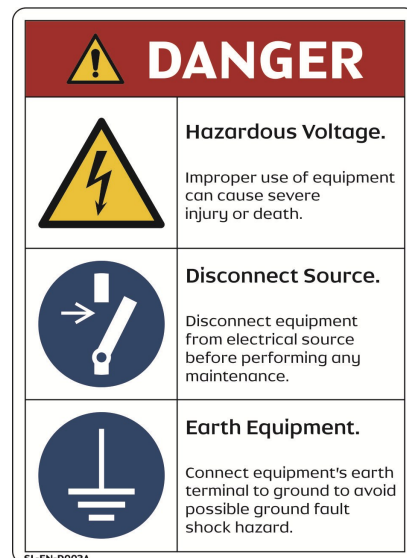 DANGER
Hazardous Voltage.
Improper use of equipment
can cause severe
injury or death.
Disconnect Source.
Disconnect equipment
from electrical source
before performing any
maintenance.
Earth Equipment.
Connect equipment's earth
terminal to ground to avoid
possible ground fault
shock hazard.